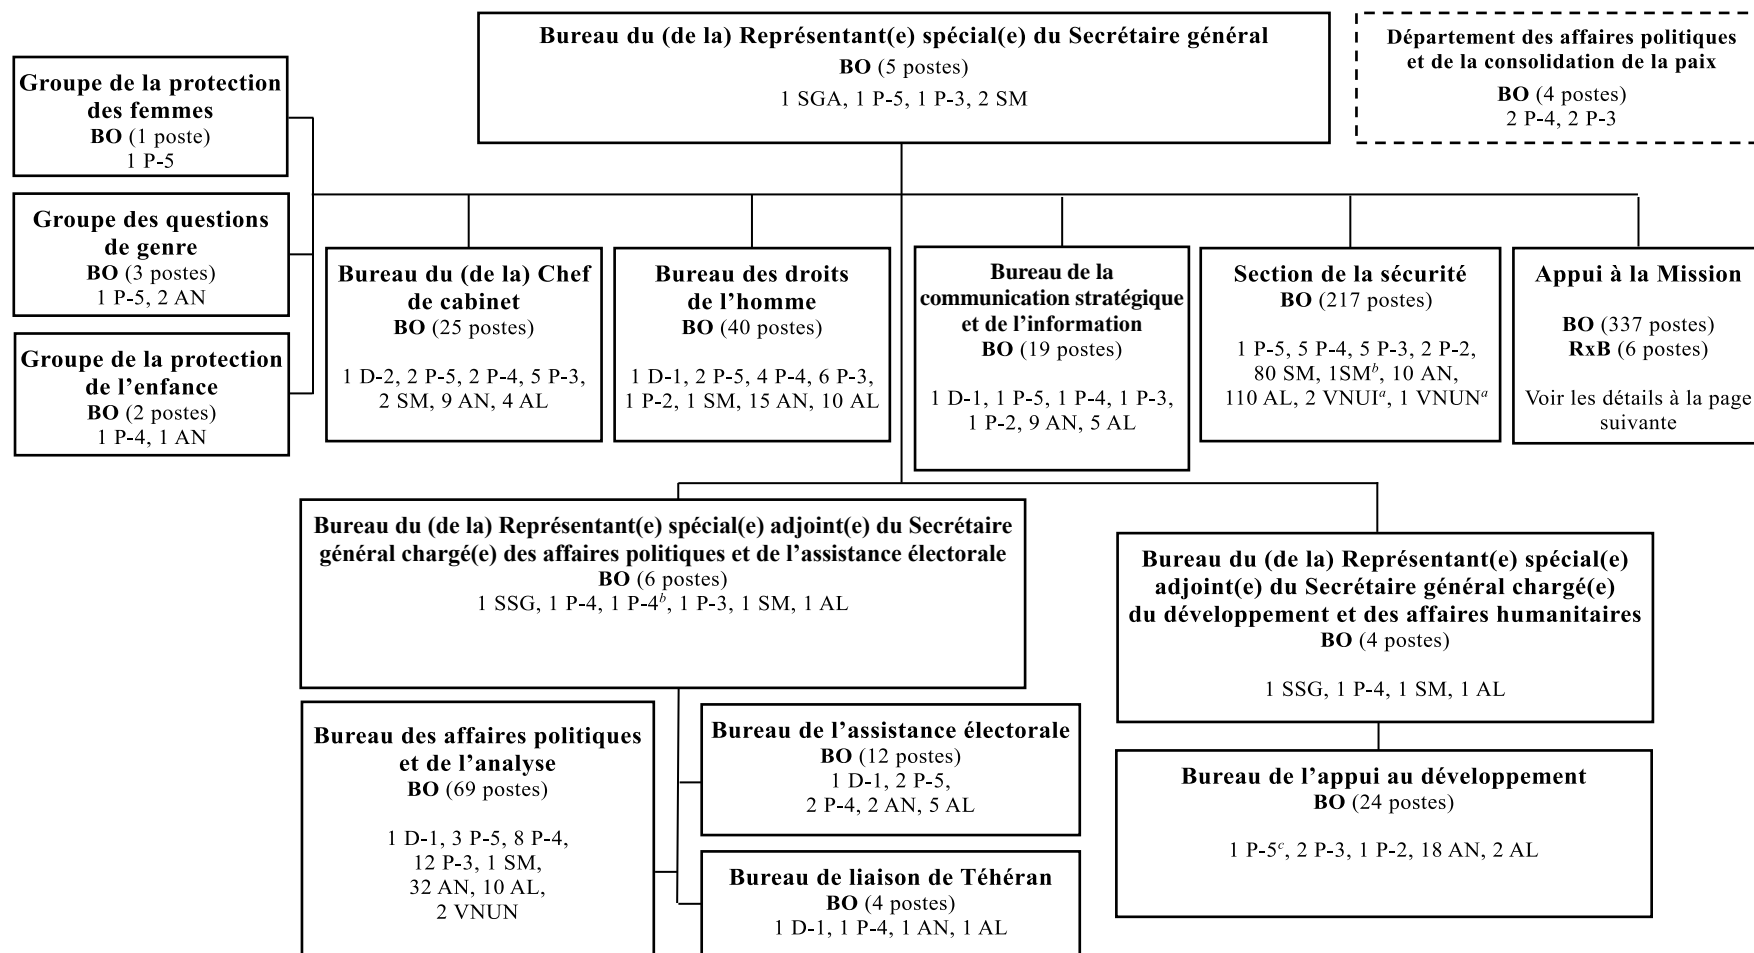 Bureau du (de la) Représentant(e) spécial(e) du Secrétaire général
BO (5 postes)
1 SGA, 1 P-5, 1 P-3, 2 SM
Département des affaires politiques
et de la consolidation de la paix
BO (4 postes)
2 P-4, 2 P-3
Groupe de la protection
des femmes
BO (1 poste)
1 P-5
Groupe des questions
de genre
BO (3 postes)
1 P-5, 2 AN
Groupe de la protection
de l’enfance
BO (2 postes)
1 P-4, 1 AN
Bureau du (de la) Chef
de cabinet
BO (25 postes)
1 D-2, 2 P-5, 2 P-4, 5 P-3,
2 SM, 9 AN, 4 AL
Bureau des droits
de l’homme
BO (40 postes)
1 D-1, 2 P-5, 4 P-4, 6 P-3,
1 P-2, 1 SM, 15 AN, 10 AL
Bureau de la
communication stratégique
et de l’information
BO (19 postes)
1 D-1, 1 P-5, 1 P-4, 1 P-3,
1 P-2, 9 AN, 5 AL
Section de la sécurité
BO (217 postes)
1 P-5, 5 P-4, 5 P-3, 2 P-2,
80 SM, 1SMᵇ, 10 AN,
110 AL, 2 VNUIᵃ, 1 VNUNᵃ
Appui à la Mission
BO (337 postes)
RxB (6 postes)
Voir les détails à la page
suivante
Bureau du (de la) Représentant(e) spécial(e) adjoint(e) du Secrétaire
général chargé(e) des affaires politiques et de l’assistance électorale
BO (6 postes)
1 SSG, 1 P-4, 1 P-4ᵇ, 1 P-3, 1 SM, 1 AL
Bureau du (de la) Représentant(e) spécial(e)
adjoint(e) du Secrétaire général chargé(e)
du développement et des affaires humanitaires
BO (4 postes)
1 SSG, 1 P-4, 1 SM, 1 AL
Bureau des affaires politiques
et de l’analyse
BO (69 postes)
1 D-1, 3 P-5, 8 P-4,
12 P-3, 1 SM,
32 AN, 10 AL,
2 VNUN
Bureau de l’assistance électorale
BO (12 postes)
1 D-1, 2 P-5,
2 P-4, 2 AN, 5 AL
Bureau de liaison de Téhéran
BO (4 postes)
1 D-1, 1 P-4, 1 AN, 1 AL
Bureau de l’appui au développement
BO (24 postes)
1 P-5ᶜ, 2 P-3, 1 P-2, 18 AN, 2 AL